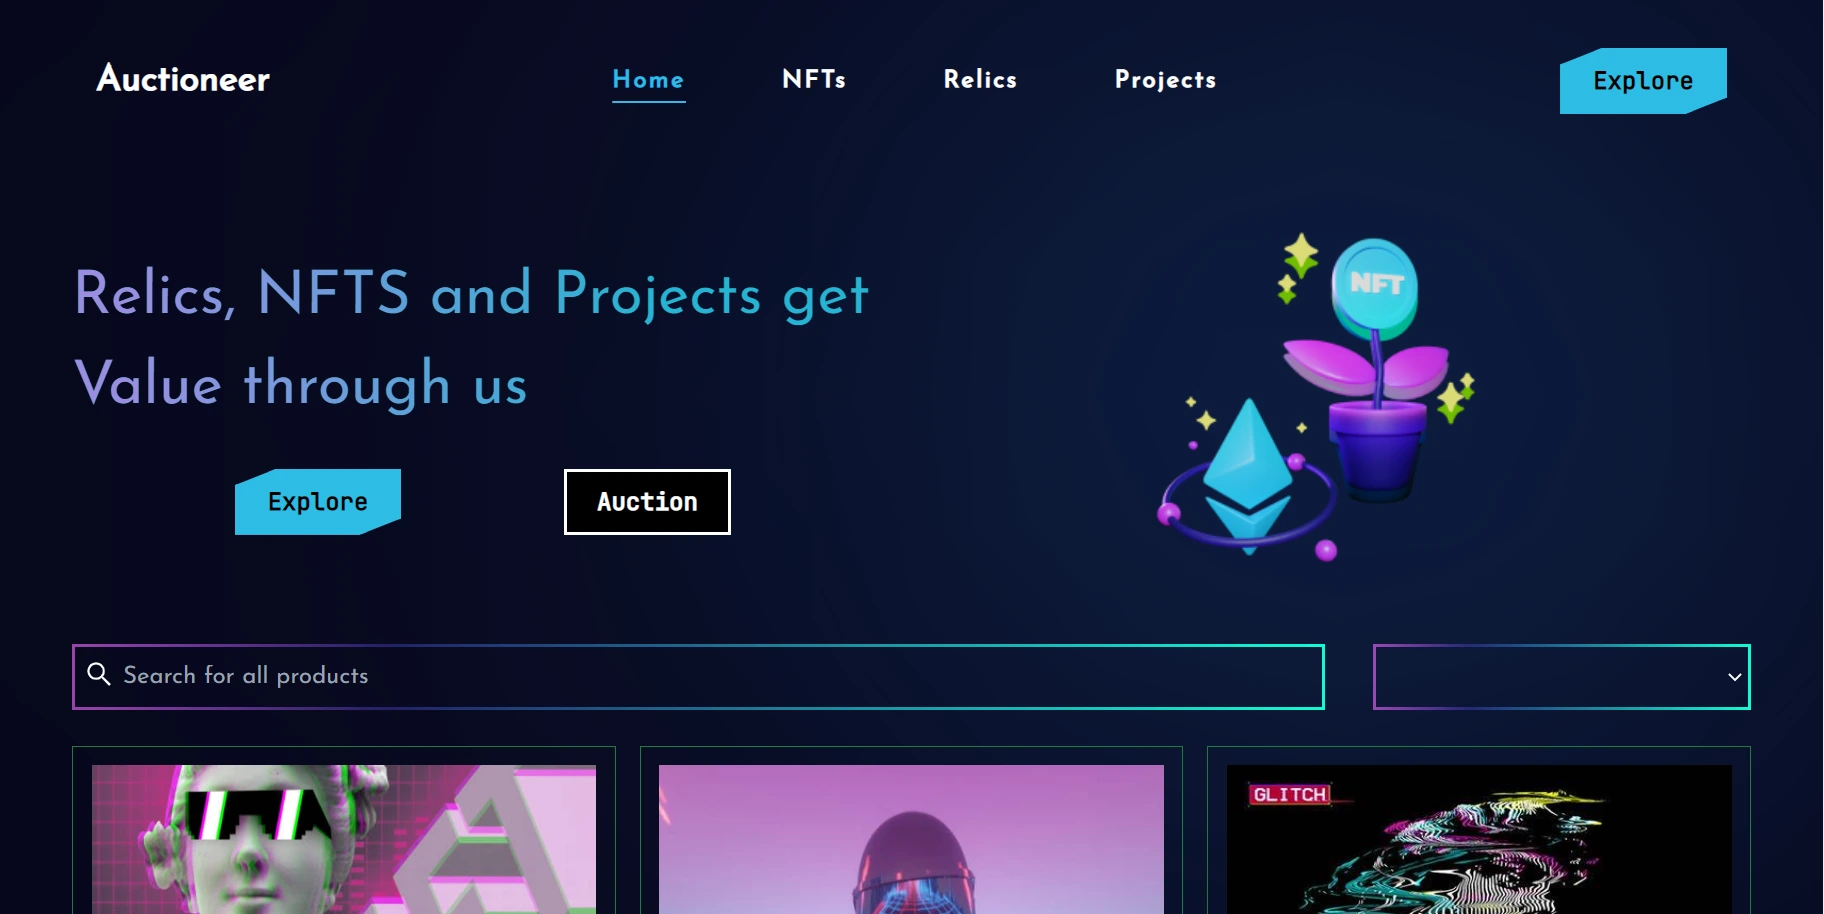 Auctioneer
Home
NFTs
Relics
Projects
Explore
Relics, NFTS and Projects get
Value through us
NFT
Explore
Auction
Search for all products
GLITCH